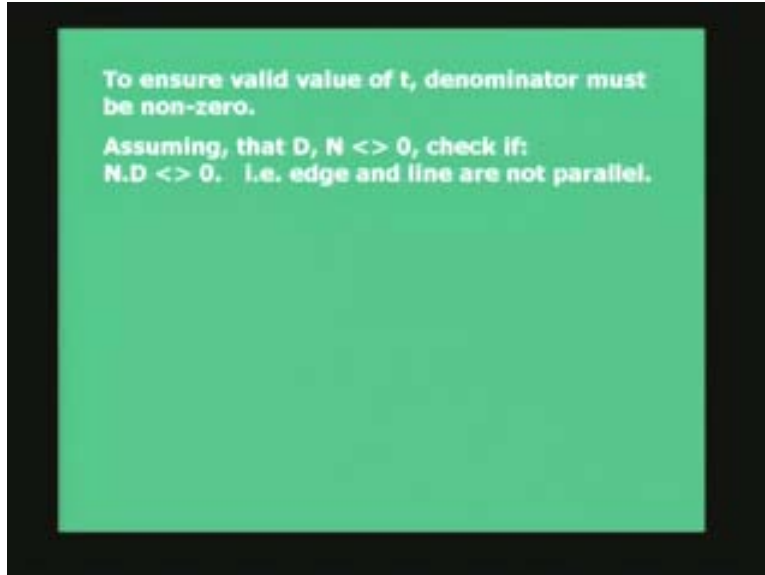 To ensure valid value of t, denominator must
be non-zero.
Assuming, that D, N <> 0, check if:
N.D <> 0. i.e. edge and line are not parallel.